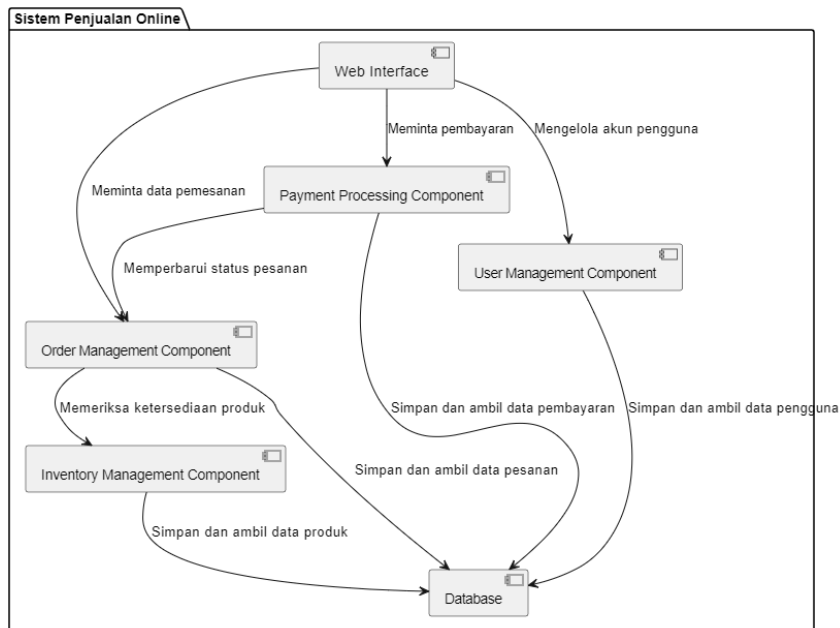 Sistem Penjualan Online
Web Interface
Meminta pembayaran
Mengelola akun pengguna
Meminta data pemesanan
Payment Processing Component
Memperbarui status pesanan
User Management Component
Order Management Component
Memeriksa ketersediaan produk
Simpan dan ambil data pembayaran
Simpan dan ambil data pengguna
Inventory Management Component
Simpan dan ambil data pesanan
Simpan dan ambil data produk
Database